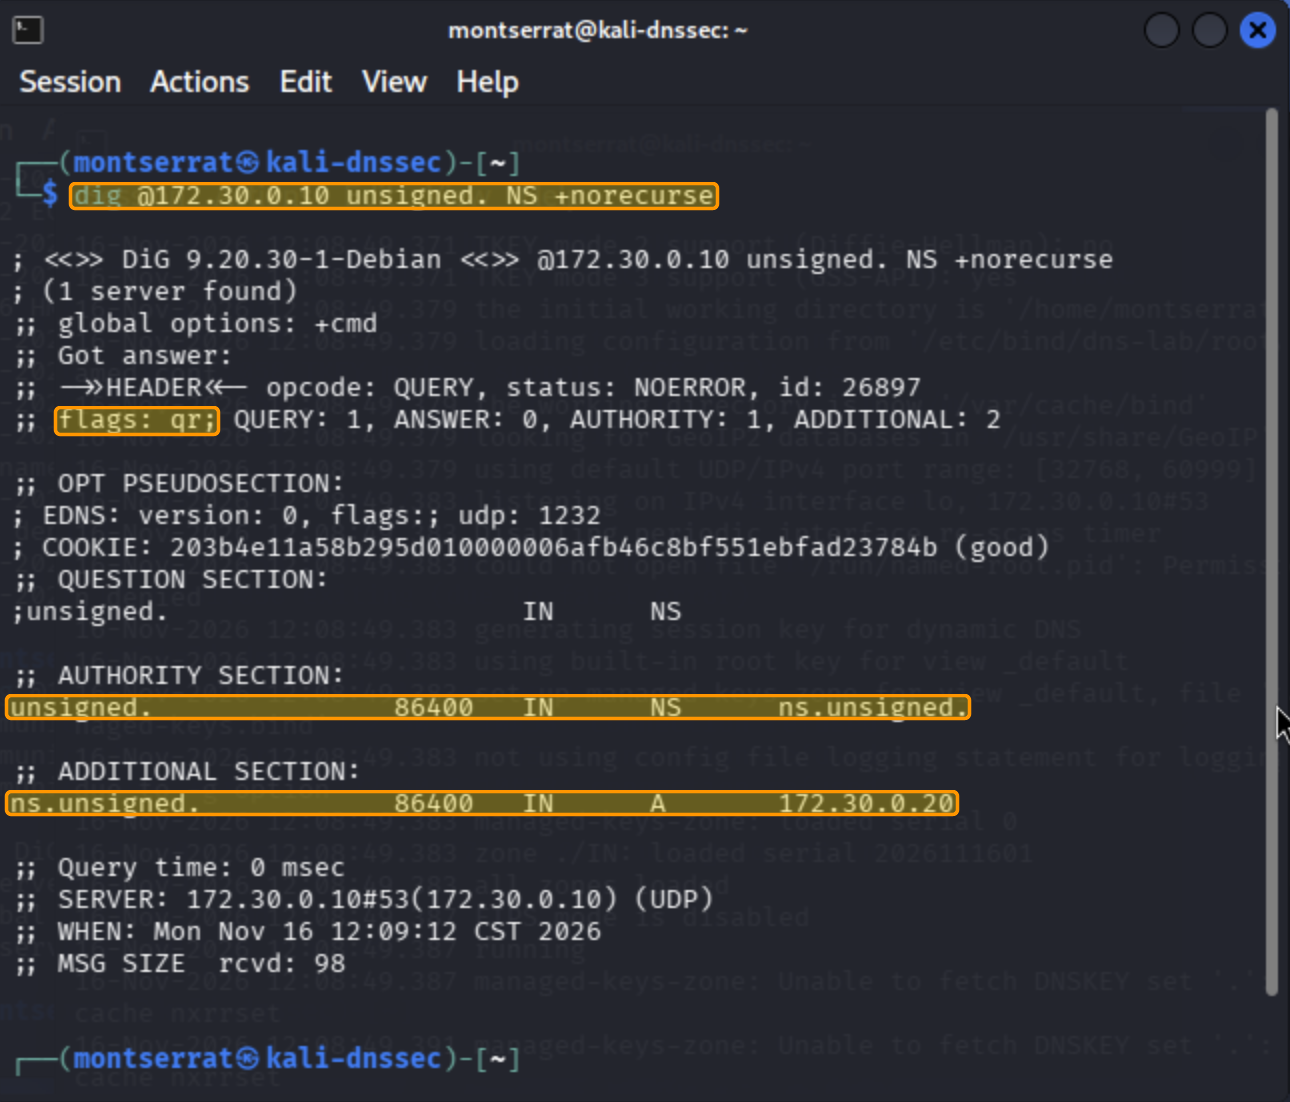 montserrat@kali-dnssec: ~
Session Actions Edit View Help
┌──(montserrat㉿kali-dnssec)-[~]
└─$ dig @172.30.0.10 unsigned. NS +norecurse
; <<>> DiG 9.20.30-1-Debian <<>> @172.30.0.10 unsigned. NS +norecurse
; (1 server found)
;; global options: +cmd
;; Got answer:
;; ->>HEADER<<- opcode: QUERY, status: NOERROR, id: 26897
;; flags: qr; QUERY: 1, ANSWER: 0, AUTHORITY: 1, ADDITIONAL: 2
;; OPT PSEUDOSECTION:
; EDNS: version: 0, flags:; udp: 1232
; COOKIE: 203b4e11a58b295d010000006afb46c8bf551ebfad23784b (good)
;; QUESTION SECTION:
;unsigned. IN NS
;; AUTHORITY SECTION:
unsigned. 86400 IN NS ns.unsigned.
;; ADDITIONAL SECTION:
ns.unsigned. 86400 IN A 172.30.0.20
;; Query time: 0 msec
;; SERVER: 172.30.0.10#53(172.30.0.10) (UDP)
;; WHEN: Mon Nov 16 12:09:12 CST 2026
;; MSG SIZE rcvd: 98
┌──(montserrat㉿kali-dnssec)-[~]